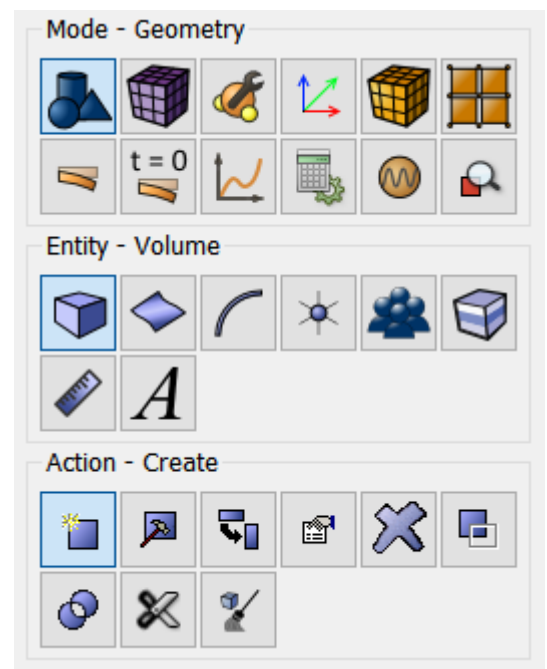 Mode - Geometry
t = 0
Entity - Volume
A
Action - Create